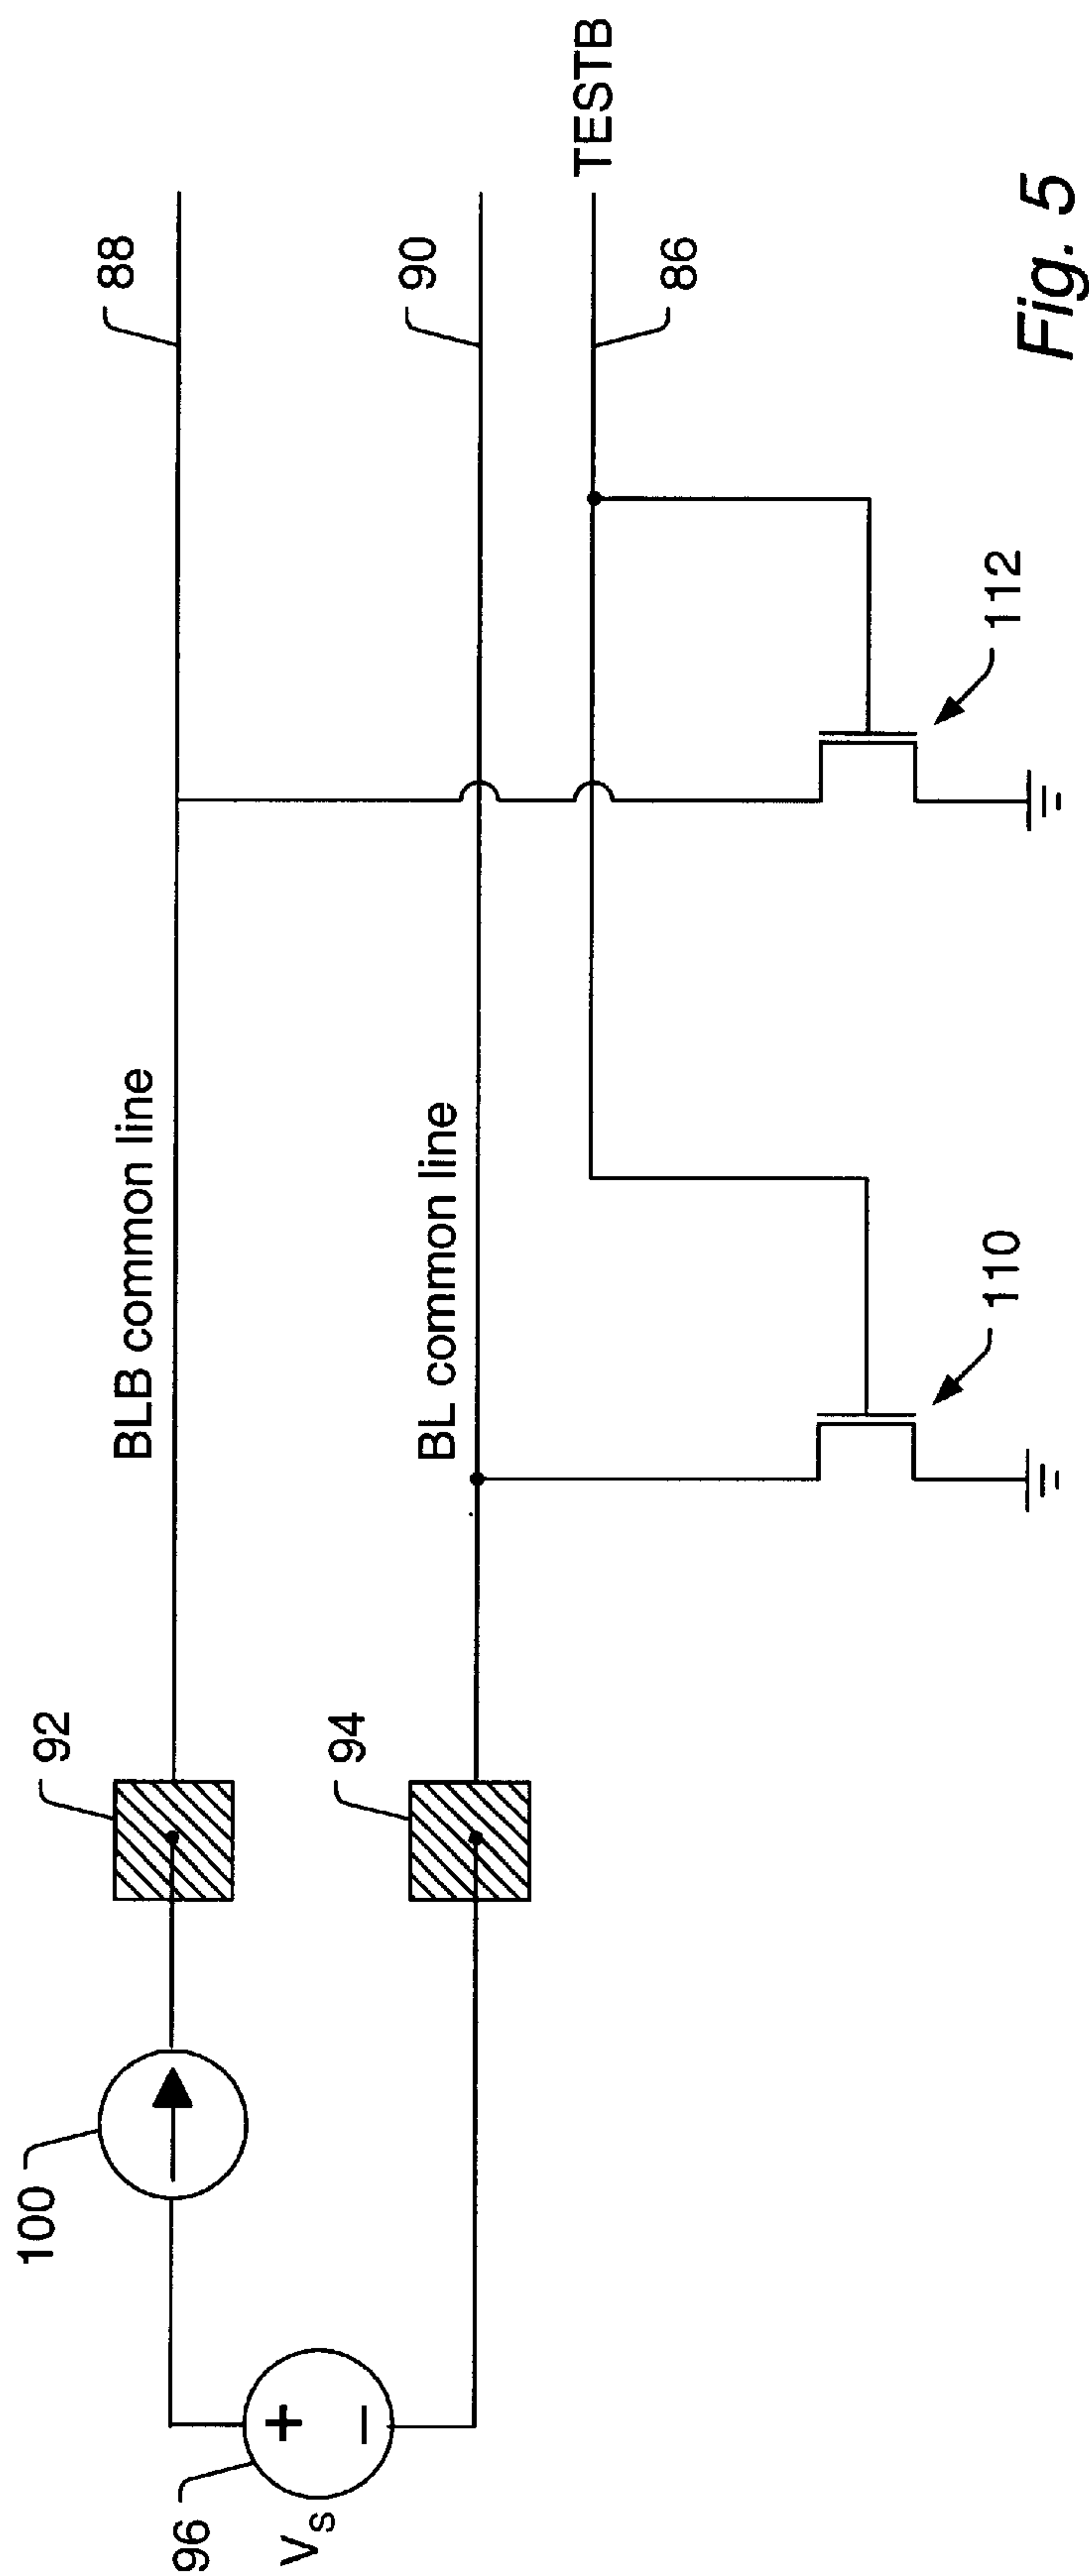 100
92
BLB common line
88
96
VS
+
−
94
BL common line
90
TESTB
86
110
112
Fig. 5